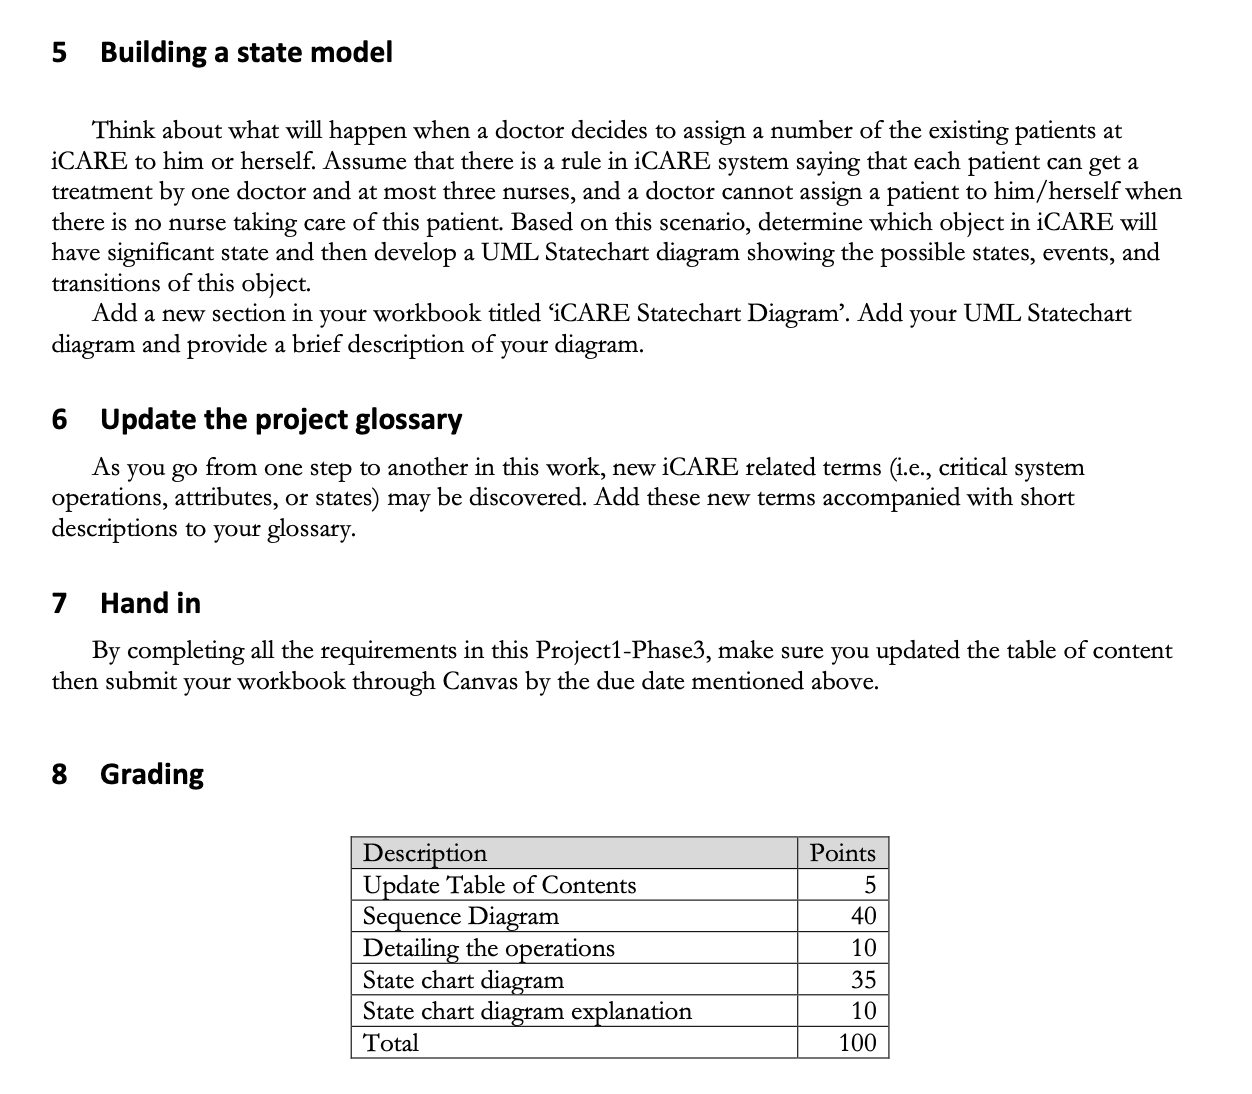 5 Building a state model
Think about what will happen when a doctor decides to assign a number of the existing patients at
iCARE to him or herself. Assume that there is a rule in iCARE system saying that each patient can get a
treatment by one doctor and at most three nurses, and a doctor cannot assign a patient to him/herself when
there is no nurse taking care of this patient. Based on this scenario, determine which object in iCARE will
have significant state and then develop a UML Statechart diagram showing the possible states, events, and
transitions of this object.
Add a new section in your workbook titled ‘iCARE Statechart Diagram’. Add your UML Statechart
diagram and provide a brief description of your diagram.
6 Update the project glossary
As you go from one step to another in this work, new iCARE related terms (i.e., critical system
operations, attributes, or states) may be discovered. Add these new terms accompanied with short
descriptions to your glossary.
7 Hand in
By completing all the requirements in this Project1-Phase3, make sure you updated the table of content
then submit your workbook through Canvas by the due date mentioned above.
8 Grading
Description Points
Update Table of Contents 5
Sequence Diagram 40
Detailing the operations 10
State chart diagram 35
State chart diagram explanation 10
Total 100